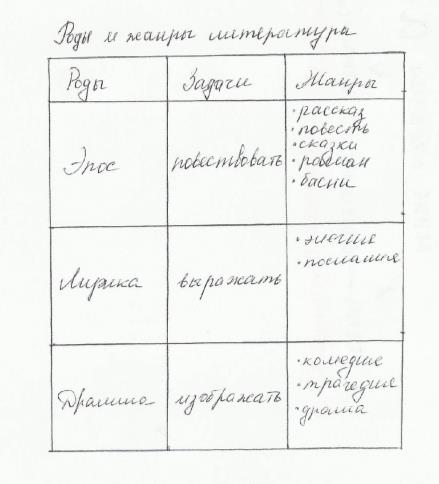 Роды и жанры литературы
Роды Задачи Жанры
Эпос повествовать
• рассказ
• повесть
• сказки
• роман
• басни
Лирика выражать
• элегия
• послания
Драма изображать
• комедия
• трагедия
• драма